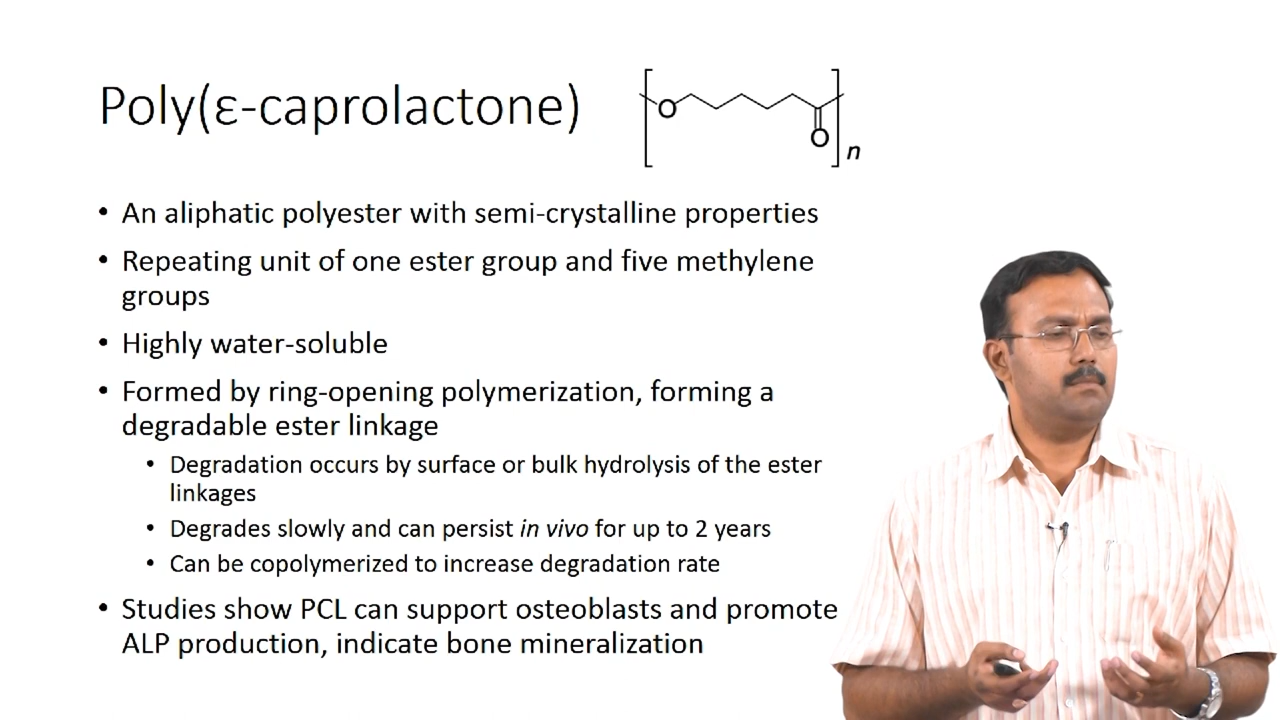 Poly(ε-caprolactone)
O
O
n
• An aliphatic polyester with semi-crystalline properties
• Repeating unit of one ester group and five methylene
groups
• Highly water-soluble
• Formed by ring-opening polymerization, forming a
degradable ester linkage
• Degradation occurs by surface or bulk hydrolysis of the ester
linkages
• Degrades slowly and can persist in vivo for up to 2 years
• Can be copolymerized to increase degradation rate
• Studies show PCL can support osteoblasts and promote
ALP production, indicate bone mineralization